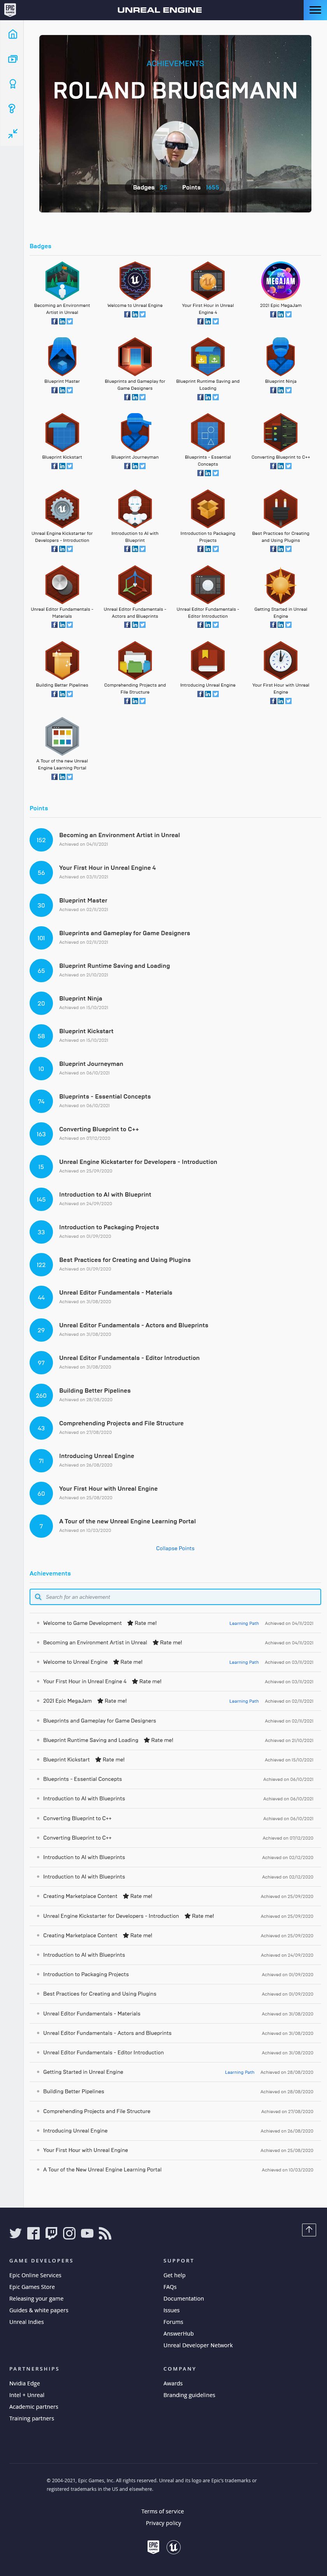 UNREAL ENGINE
ACHIEVEMENTS
ROLAND BRUGGMANN
Badges 25 Points 1655
Badges
Becoming an Environment Artist in Unreal
Welcome to Unreal Engine
Your First Hour in Unreal Engine 4
2021 Epic MegaJam
Blueprint Master
Blueprints and Gameplay for Game Designers
Blueprint Runtime Saving and Loading
Blueprint Ninja
Blueprint Kickstart
Blueprint Journeyman
Blueprints - Essential Concepts
Converting Blueprint to C++
Unreal Engine Kickstarter for Developers - Introduction
Introduction to AI with Blueprint
Introduction to Packaging Projects
Best Practices for Creating and Using Plugins
Unreal Editor Fundamentals - Materials
Unreal Editor Fundamentals - Actors and Blueprints
Unreal Editor Fundamentals - Editor Introduction
Getting Started in Unreal Engine
Building Better Pipelines
Comprehending Projects and File Structure
Introducing Unreal Engine
Your First Hour with Unreal Engine
A Tour of the new Unreal Engine Learning Portal
Points
152 Becoming an Environment Artist in Unreal
Achieved on 04/11/2021
56 Your First Hour in Unreal Engine 4
Achieved on 03/11/2021
30 Blueprint Master
Achieved on 02/11/2021
101 Blueprints and Gameplay for Game Designers
Achieved on 02/11/2021
65 Blueprint Runtime Saving and Loading
Achieved on 21/10/2021
20 Blueprint Ninja
Achieved on 15/10/2021
58 Blueprint Kickstart
Achieved on 15/10/2021
10 Blueprint Journeyman
Achieved on 06/10/2021
74 Blueprints - Essential Concepts
Achieved on 06/10/2021
163 Converting Blueprint to C++
Achieved on 07/12/2020
15 Unreal Engine Kickstarter for Developers - Introduction
Achieved on 25/09/2020
145 Introduction to AI with Blueprint
Achieved on 24/09/2020
33 Introduction to Packaging Projects
Achieved on 01/09/2020
122 Best Practices for Creating and Using Plugins
Achieved on 01/09/2020
44 Unreal Editor Fundamentals - Materials
Achieved on 31/08/2020
29 Unreal Editor Fundamentals - Actors and Blueprints
Achieved on 31/08/2020
97 Unreal Editor Fundamentals - Editor Introduction
Achieved on 31/08/2020
260 Building Better Pipelines
Achieved on 28/08/2020
43 Comprehending Projects and File Structure
Achieved on 27/08/2020
71 Introducing Unreal Engine
Achieved on 26/08/2020
60 Your First Hour with Unreal Engine
Achieved on 25/08/2020
7 A Tour of the new Unreal Engine Learning Portal
Achieved on 10/03/2020
Collapse Points
Achievements
Search for an achievement
Welcome to Game Development Rate me! Learning Path Achieved on 04/11/2021
Becoming an Environment Artist in Unreal Rate me! Achieved on 04/11/2021
Welcome to Unreal Engine Rate me! Learning Path Achieved on 03/11/2021
Your First Hour in Unreal Engine 4 Rate me! Achieved on 03/11/2021
2021 Epic MegaJam Rate me! Learning Path Achieved on 02/11/2021
Blueprints and Gameplay for Game Designers Achieved on 02/11/2021
Blueprint Runtime Saving and Loading Rate me! Achieved on 21/10/2021
Blueprint Kickstart Rate me! Achieved on 15/10/2021
Blueprints - Essential Concepts Achieved on 06/10/2021
Introduction to AI with Blueprints Achieved on 06/10/2021
Converting Blueprint to C++ Achieved on 06/10/2021
Converting Blueprint to C++ Achieved on 07/12/2020
Introduction to AI with Blueprints Achieved on 02/12/2020
Introduction to AI with Blueprints Achieved on 02/12/2020
Creating Marketplace Content Rate me! Achieved on 25/09/2020
Unreal Engine Kickstarter for Developers - Introduction Rate me! Achieved on 25/09/2020
Creating Marketplace Content Rate me! Achieved on 25/09/2020
Introduction to AI with Blueprints Achieved on 24/09/2020
Introduction to Packaging Projects Achieved on 01/09/2020
Best Practices for Creating and Using Plugins Achieved on 01/09/2020
Unreal Editor Fundamentals - Materials Achieved on 31/08/2020
Unreal Editor Fundamentals - Actors and Blueprints Achieved on 31/08/2020
Unreal Editor Fundamentals - Editor Introduction Achieved on 31/08/2020
Getting Started in Unreal Engine Learning Path Achieved on 28/08/2020
Building Better Pipelines Achieved on 28/08/2020
Comprehending Projects and File Structure Achieved on 27/08/2020
Introducing Unreal Engine Achieved on 26/08/2020
Your First Hour with Unreal Engine Achieved on 25/08/2020
A Tour of the New Unreal Engine Learning Portal Achieved on 10/03/2020
GAME DEVELOPERS
Epic Online Services
Epic Games Store
Releasing your game
Guides & white papers
Unreal Indies
SUPPORT
Get help
FAQs
Documentation
Issues
Forums
AnswerHub
Unreal Developer Network
PARTNERSHIPS
Nvidia Edge
Intel + Unreal
Academic partners
Training partners
COMPANY
Awards
Branding guidelines
© 2004-2021, Epic Games, Inc. All rights reserved. Unreal and its logo are Epic's trademarks or
registered trademarks in the US and elsewhere.
Terms of service
Privacy policy